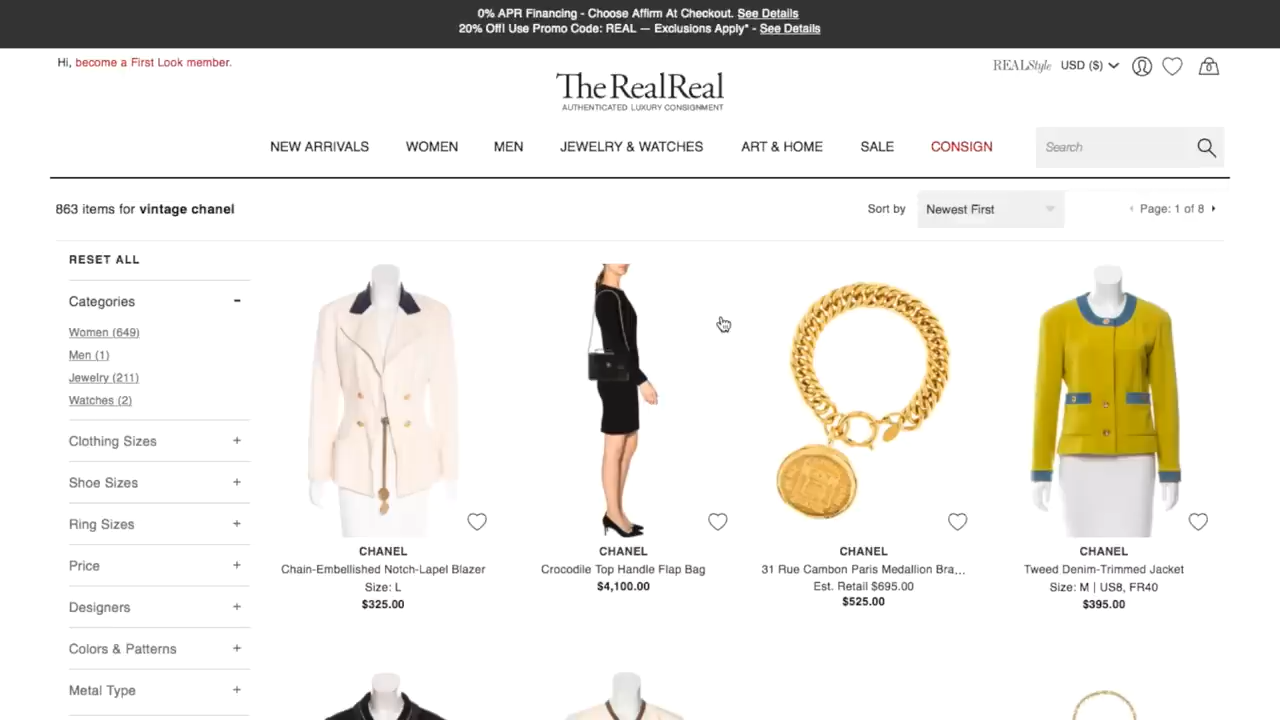 0% APR Financing - Choose Affirm At Checkout. See Details
20% Off! Use Promo Code: REAL — Exclusions Apply* - See Details
Hi, become a First Look member.
REALStyle USD ($)
0
The RealReal
AUTHENTICATED LUXURY CONSIGNMENT
NEW ARRIVALS WOMEN MEN JEWELRY & WATCHES ART & HOME SALE CONSIGN Search
863 items for vintage chanel
Sort by Newest First Page: 1 of 8
RESET ALL
Categories -
Women (649)
Men (1)
Jewelry (211)
Watches (2)
Clothing Sizes +
Shoe Sizes +
Ring Sizes +
Price +
Designers +
Colors & Patterns +
Metal Type +
CHANEL
Chain-Embellished Notch-Lapel Blazer
Size: L
$325.00
CHANEL
Crocodile Top Handle Flap Bag
$4,100.00
CHANEL
31 Rue Cambon Paris Medallion Bra...
Est. Retail $695.00
$525.00
CHANEL
Tweed Denim-Trimmed Jacket
Size: M | US8, FR40
$395.00